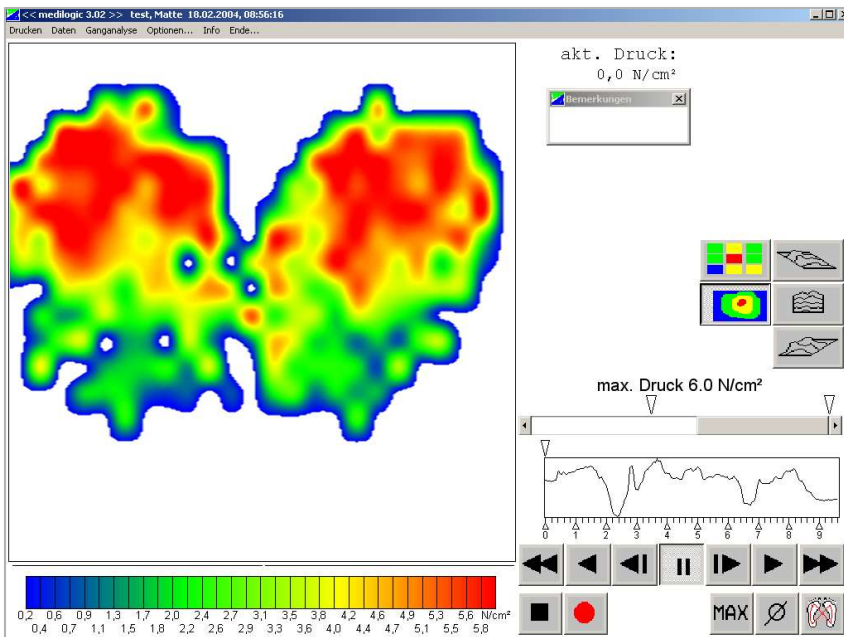 << medilogic 3.02 >> test, Matte 18.02.2004, 08:56:16
Drucken Daten Ganganalyse Optionen... Info Ende...
akt. Druck:
0,0 N/cm²
Bemerkungen
max. Druck 6.0 N/cm²
0 1 2 3 4 5 6 7 8 9
0,2 0,6 0,9 1,3 1,7 2,0 2,4 2,8 3,1 3,5 3,8 4,2 4,6 4,9 5,3 5,6 N/cm²
0,4 0,7 1,1 1,5 1,8 2,2 2,6 2,9 3,3 3,6 4,0 4,4 4,7 5,1 5,5 5,8
MAX